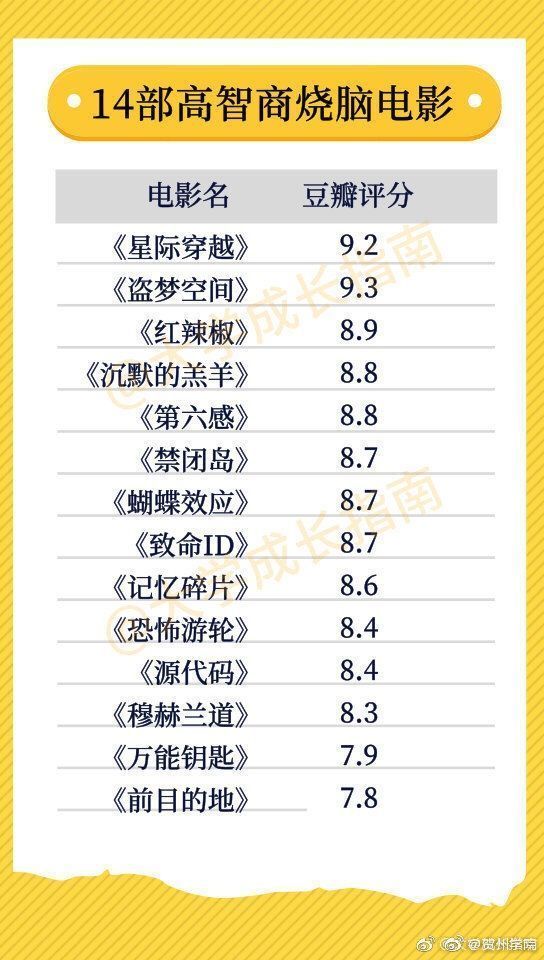 14部高智商烧脑电影
电影名 豆瓣评分
《星际穿越》 9.2
《盗梦空间》 9.3
《红辣椒》 8.9
《沉默的羔羊》 8.8
《第六感》 8.8
《禁闭岛》 8.7
《蝴蝶效应》 8.7
《致命ID》 8.7
《记忆碎片》 8.6
《恐怖游轮》 8.4
《源代码》 8.4
《穆赫兰道》 8.3
《万能钥匙》 7.9
《前目的地》 7.8
@大学成长指南
@大学成长指南
@贺州学院